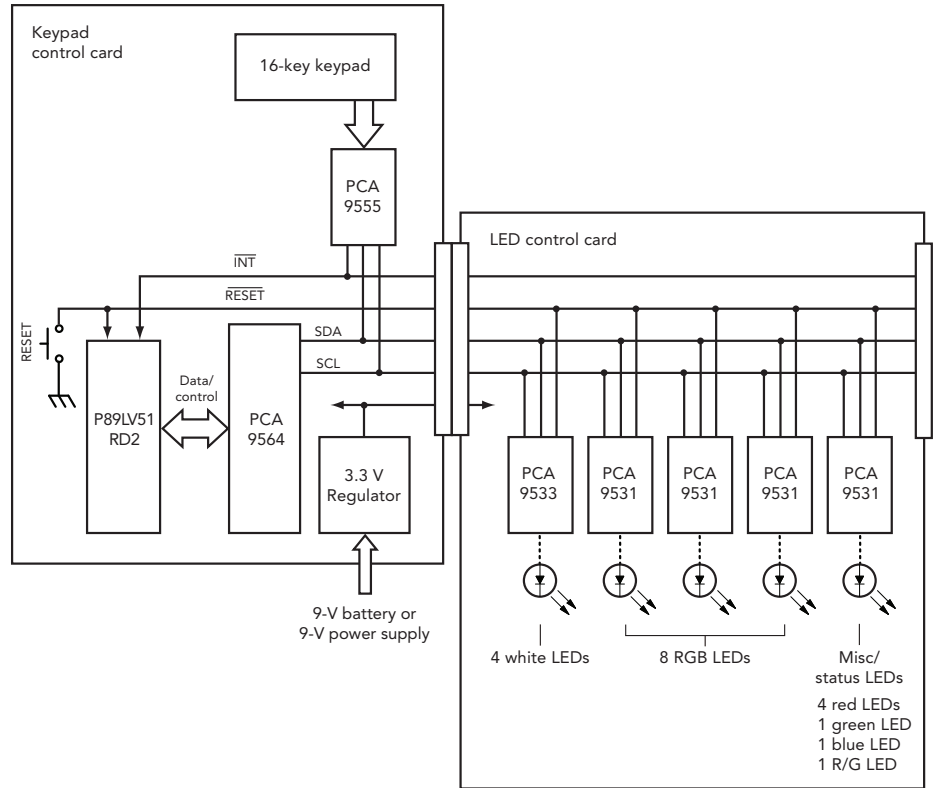 Keypad
control card
16-key keypad
PCA
9555
INT
RESET
SDA
SCL
RESET
P89LV51
RD2
Data/
control
PCA
9564
3.3 V
Regulator
9-V battery or
9-V power supply
LED control card
PCA
9533
PCA
9531
PCA
9531
PCA
9531
PCA
9531
4 white LEDs
8 RGB LEDs
Misc/
status LEDs
4 red LEDs
1 green LED
1 blue LED
1 R/G LED